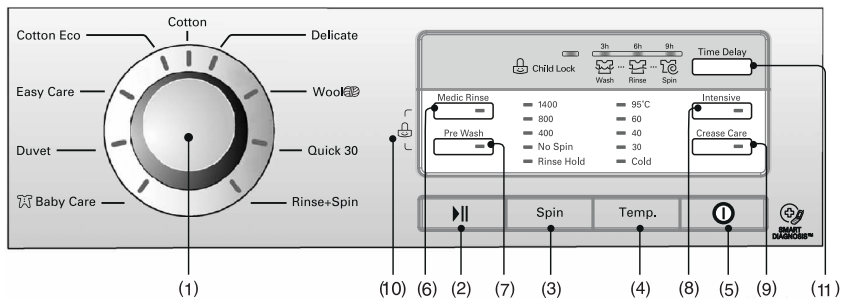 Cotton
Cotton Eco
Delicate
Easy Care
Wool
Duvet
Quick 30
Baby Care
Rinse+Spin
3h 6h 9h
Child Lock
Wash Rinse Spin
Time Delay
Medic Rinse
Pre Wash
1400
800
400
No Spin
Rinse Hold
95°C
60
40
30
Cold
Intensive
Crease Care
Spin
Temp.
SMART
DIAGNOSIS™
(1)
(10)
(6)
(2)
(7)
(3)
(4)
(8)
(5)
(9)
(11)